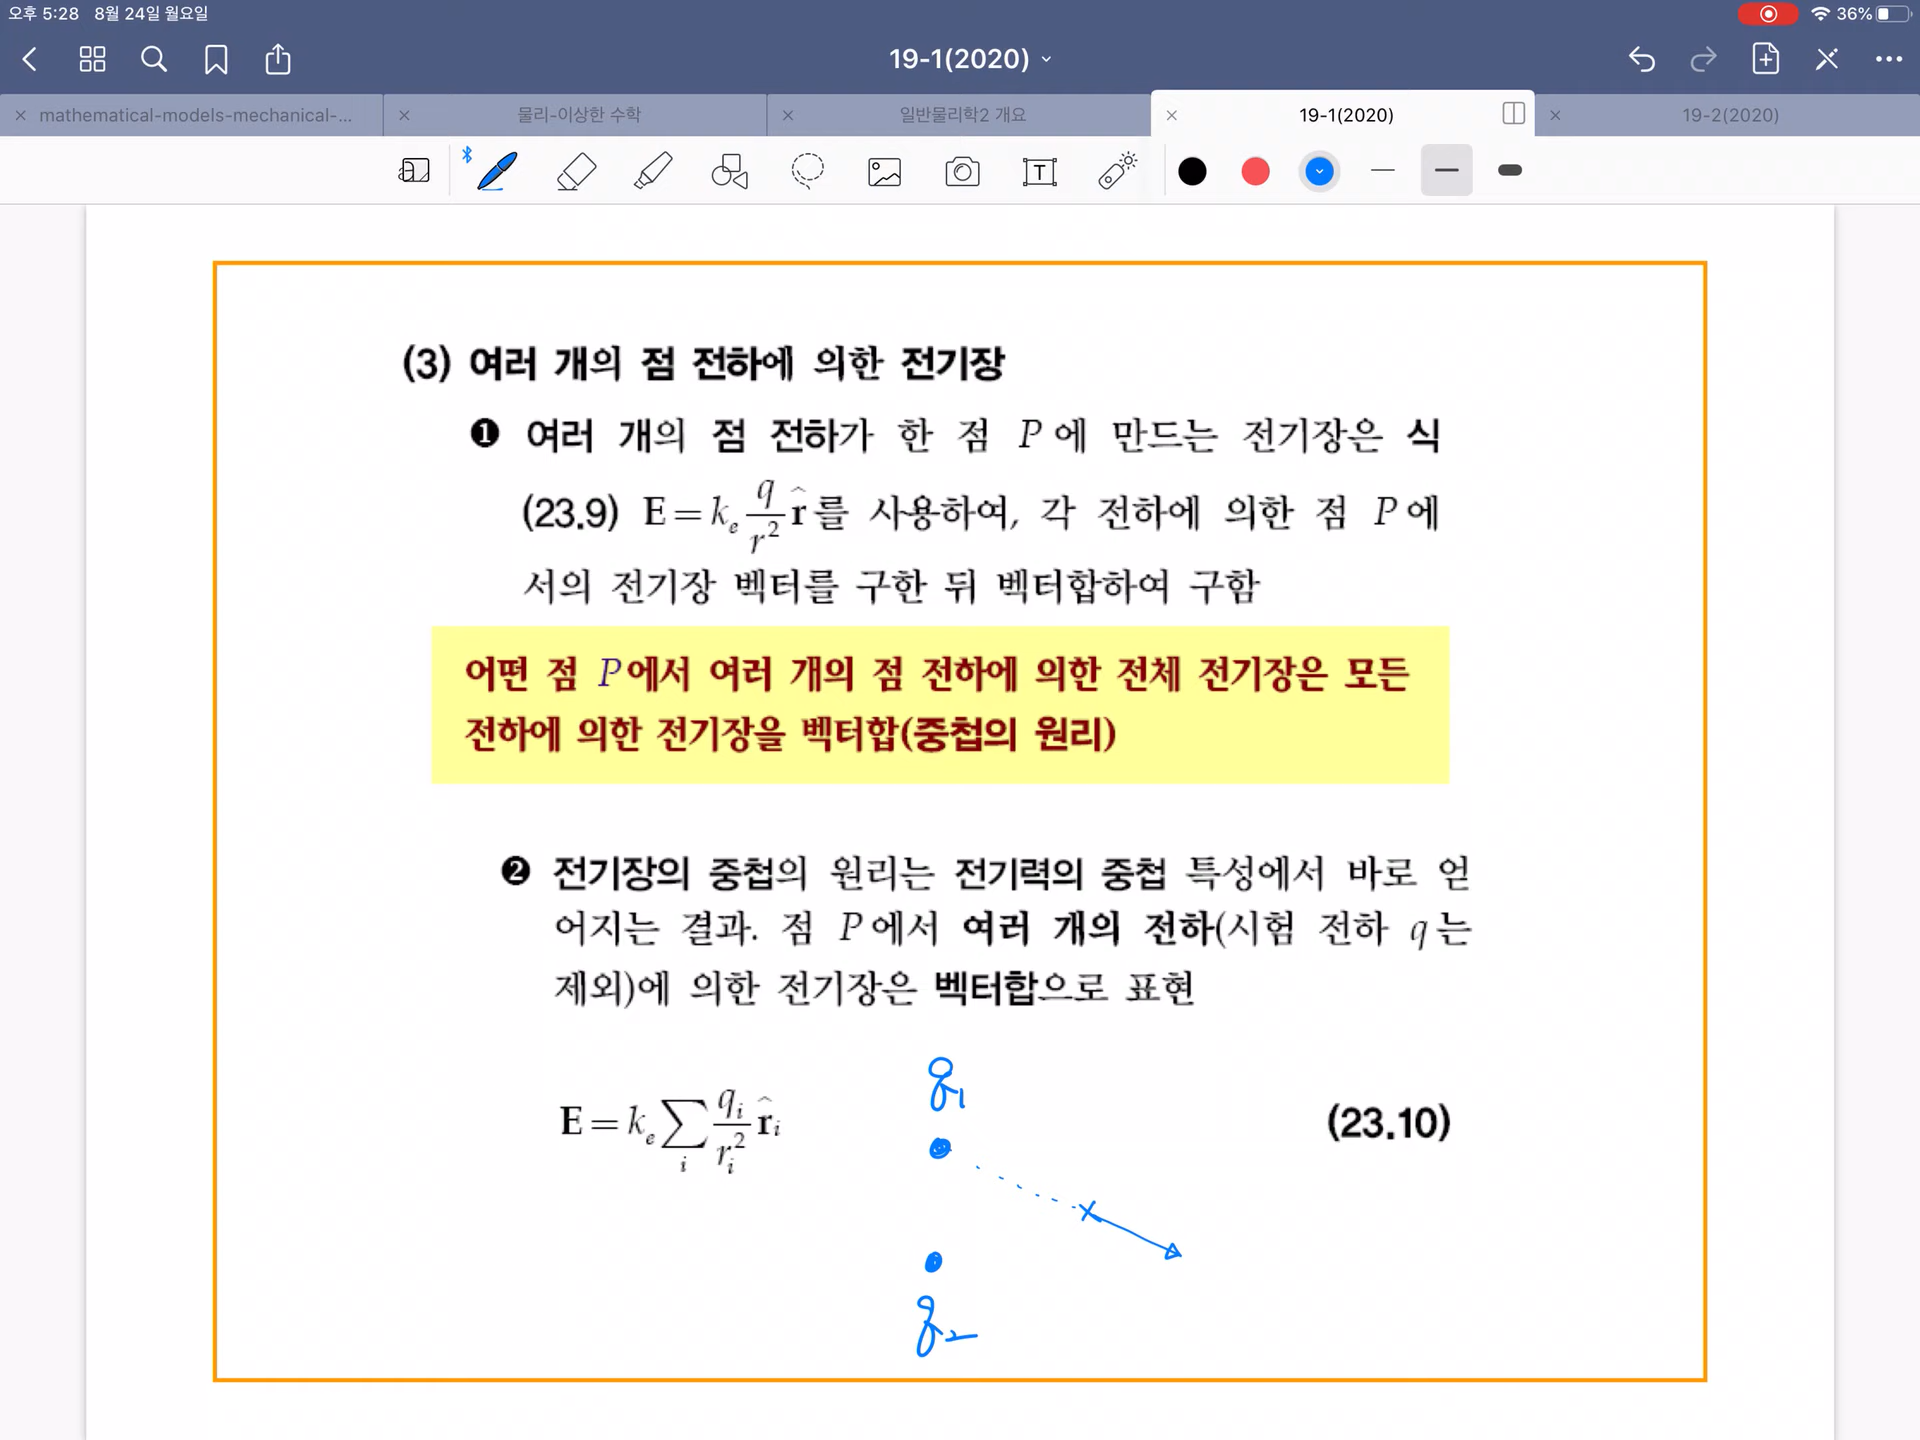 오후 5:28 8월 24일 월요일
36%
19-1(2020)
mathematical-models-mechanical-...
물리-이상한 수학
일반물리학2 개요
19-1(2020)
19-2(2020)
(3) 여러 개의 점 전하에 의한 전기장
❶ 여러 개의 점 전하가 한 점 P에 만드는 전기장은 식
(23.9) E = k_e q/r² r̂를 사용하여, 각 전하에 의한 점 P에
서의 전기장 벡터를 구한 뒤 벡터합하여 구함
어떤 점 P에서 여러 개의 점 전하에 의한 전체 전기장은 모든
전하에 의한 전기장을 벡터합(중첩의 원리)
❷ 전기장의 중첩의 원리는 전기력의 중첩 특성에서 바로 얻
어지는 결과. 점 P에서 여러 개의 전하(시험 전하 q는
제외)에 의한 전기장은 벡터합으로 표현
q₁
E = k_e ∑_i q_i/r_i² r̂_i (23.10)
q₂